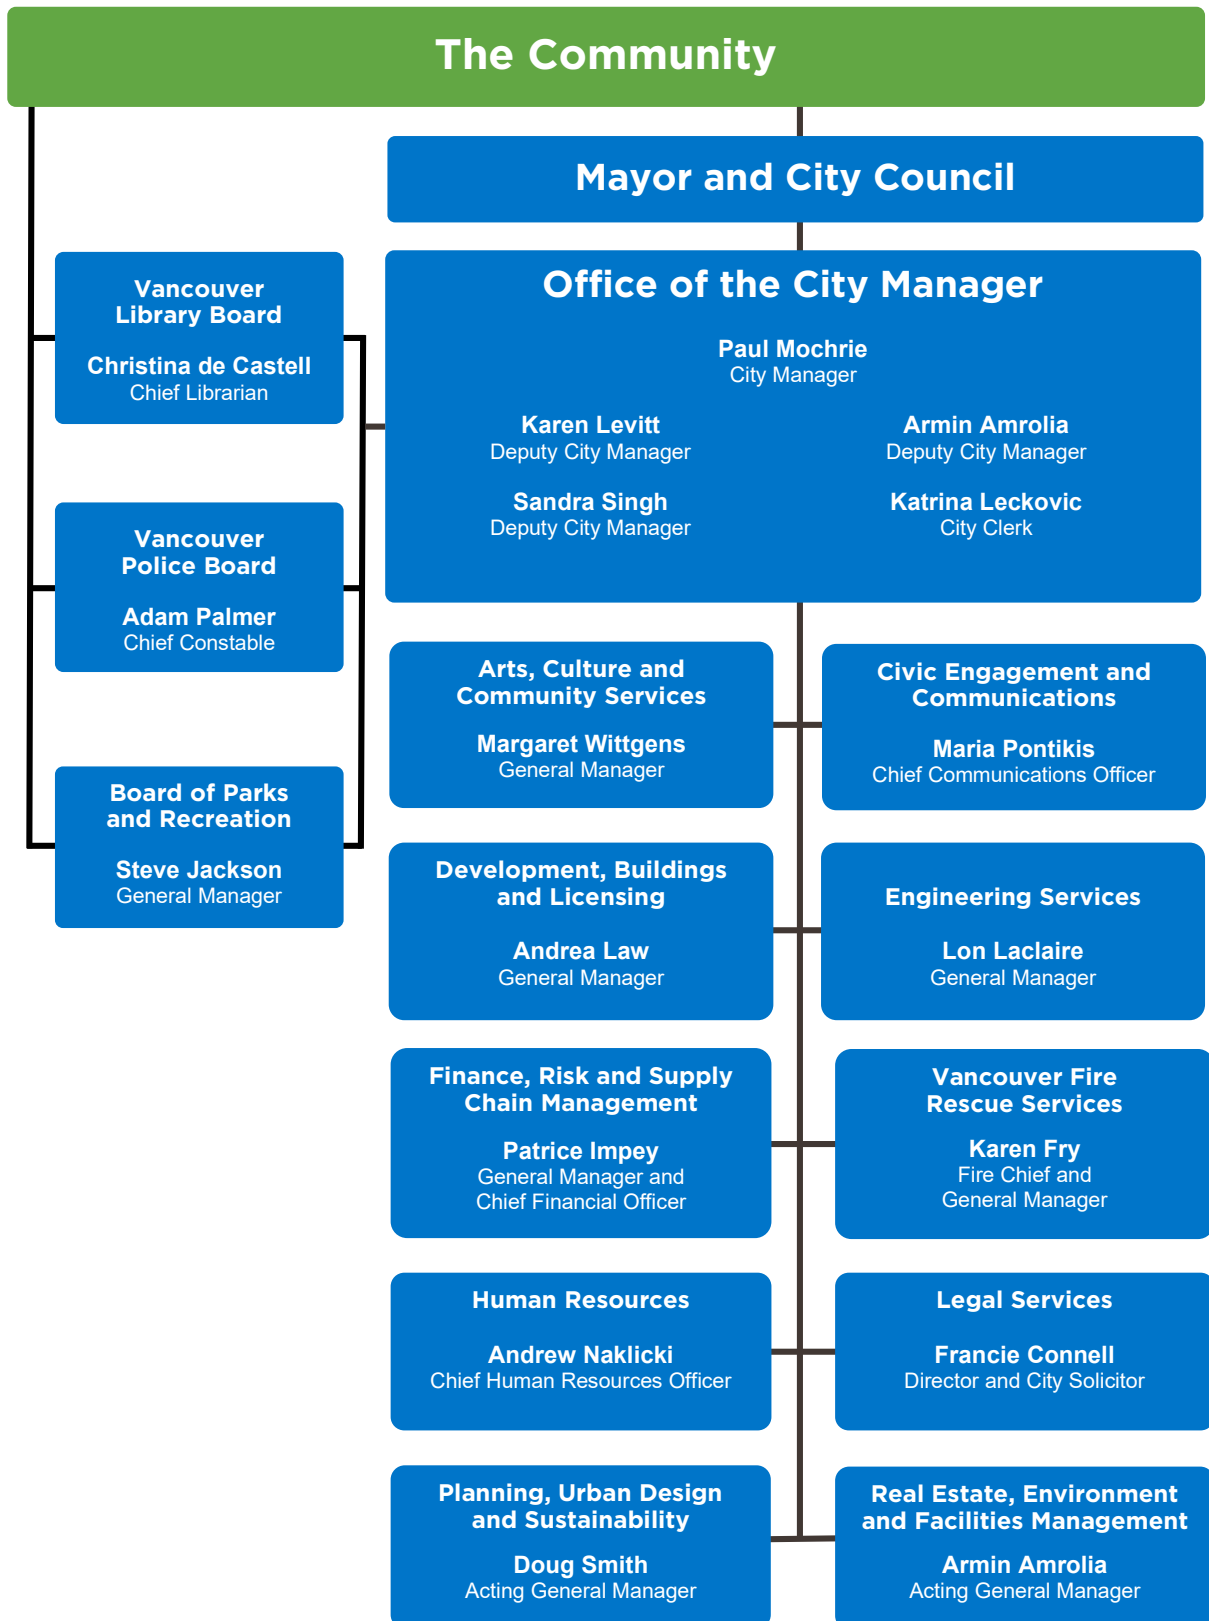 The Community
Mayor and City Council
Vancouver
Library Board
Christina de Castell
Chief Librarian
Vancouver
Police Board
Adam Palmer
Chief Constable
Board of Parks
and Recreation
Steve Jackson
General Manager
Office of the City Manager
Paul Mochrie
City Manager
Karen Levitt
Deputy City Manager
Armin Amrolia
Deputy City Manager
Sandra Singh
Deputy City Manager
Katrina Leckovic
City Clerk
Arts, Culture and
Community Services
Margaret Wittgens
General Manager
Civic Engagement and
Communications
Maria Pontikis
Chief Communications Officer
Development, Buildings
and Licensing
Andrea Law
General Manager
Engineering Services
Lon Laclaire
General Manager
Finance, Risk and Supply
Chain Management
Patrice Impey
General Manager and
Chief Financial Officer
Vancouver Fire
Rescue Services
Karen Fry
Fire Chief and
General Manager
Human Resources
Andrew Naklicki
Chief Human Resources Officer
Legal Services
Francie Connell
Director and City Solicitor
Planning, Urban Design
and Sustainability
Doug Smith
Acting General Manager
Real Estate, Environment
and Facilities Management
Armin Amrolia
Acting General Manager